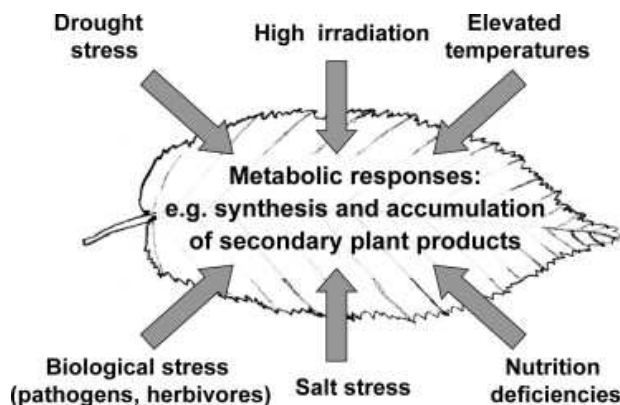 Drought
stress
High irradiation
Elevated
temperatures
Metabolic responses:
e.g. synthesis and accumulation
of secondary plant products
Biological stress
(pathogens, herbivores)
Salt stress
Nutrition
deficiencies